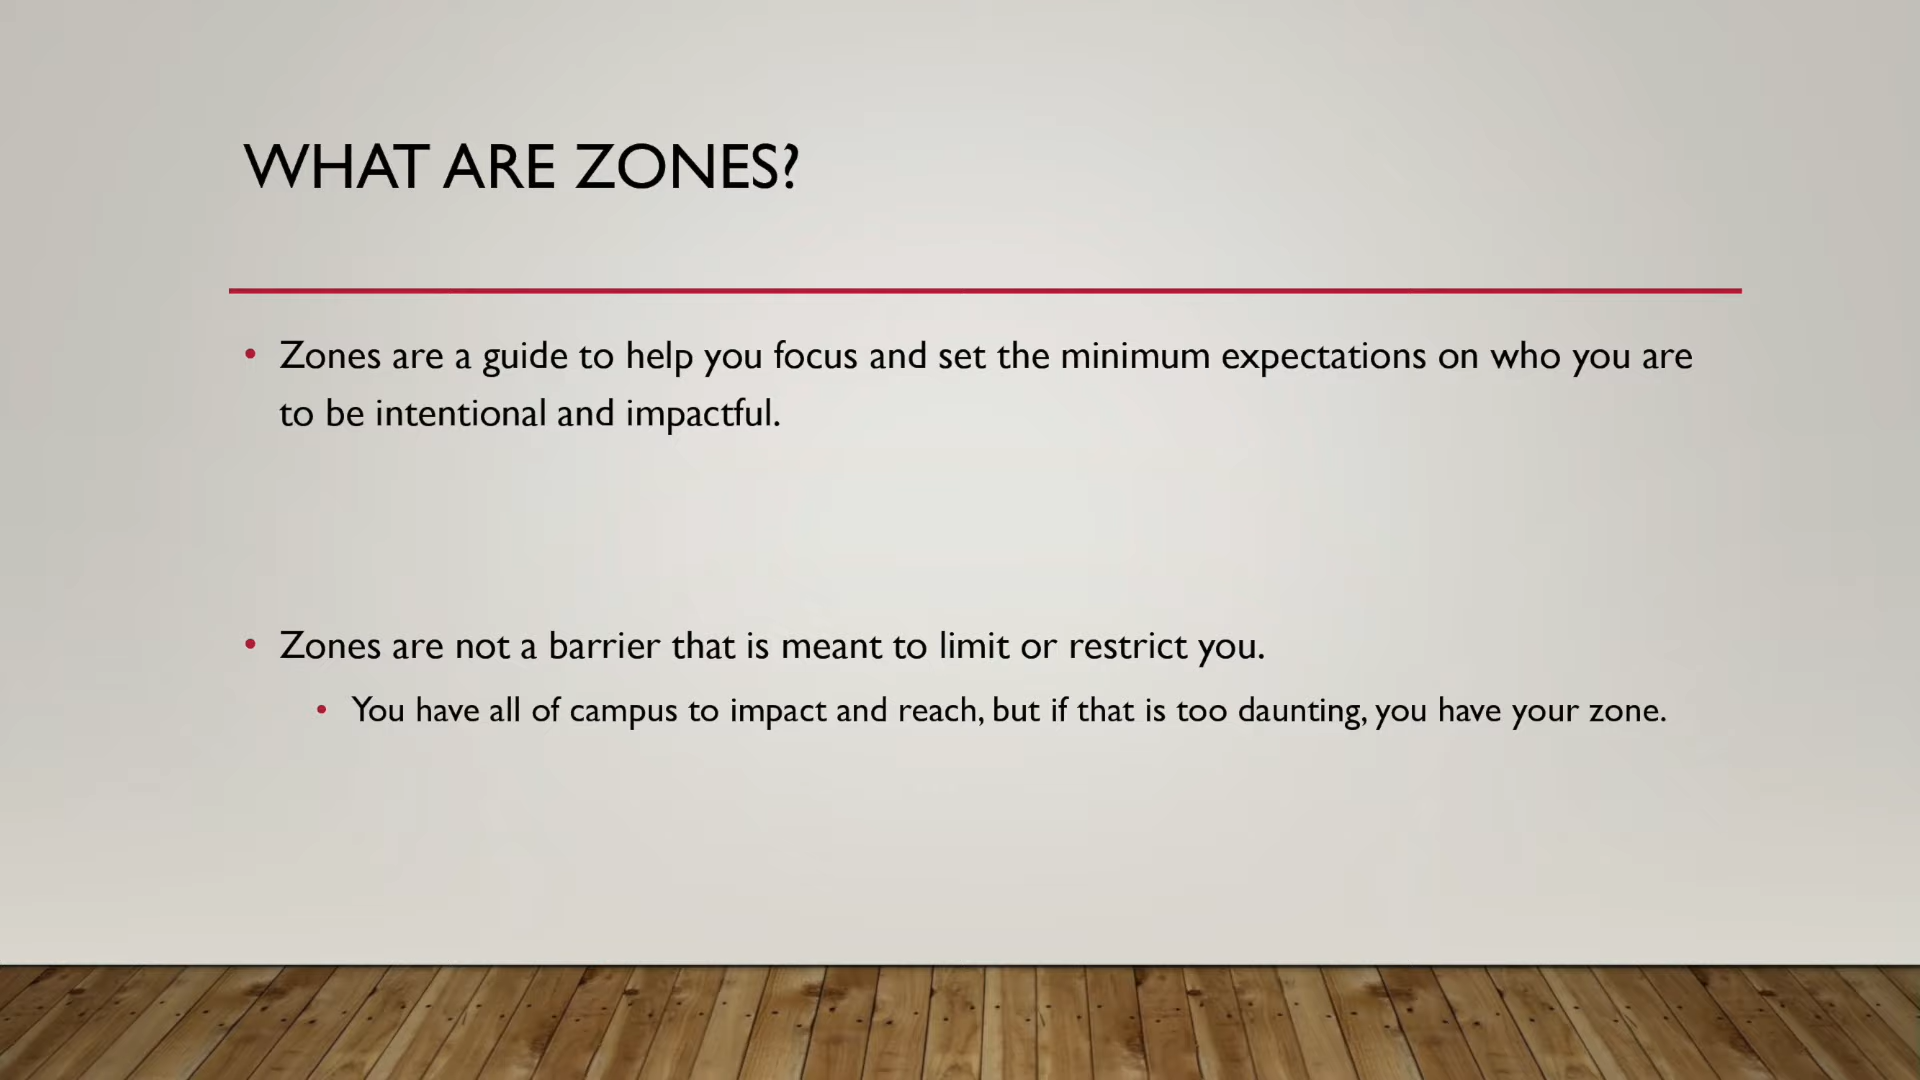 WHAT ARE ZONES?
• Zones are a guide to help you focus and set the minimum expectations on who you are
to be intentional and impactful.
• Zones are not a barrier that is meant to limit or restrict you.
• You have all of campus to impact and reach, but if that is too daunting, you have your zone.